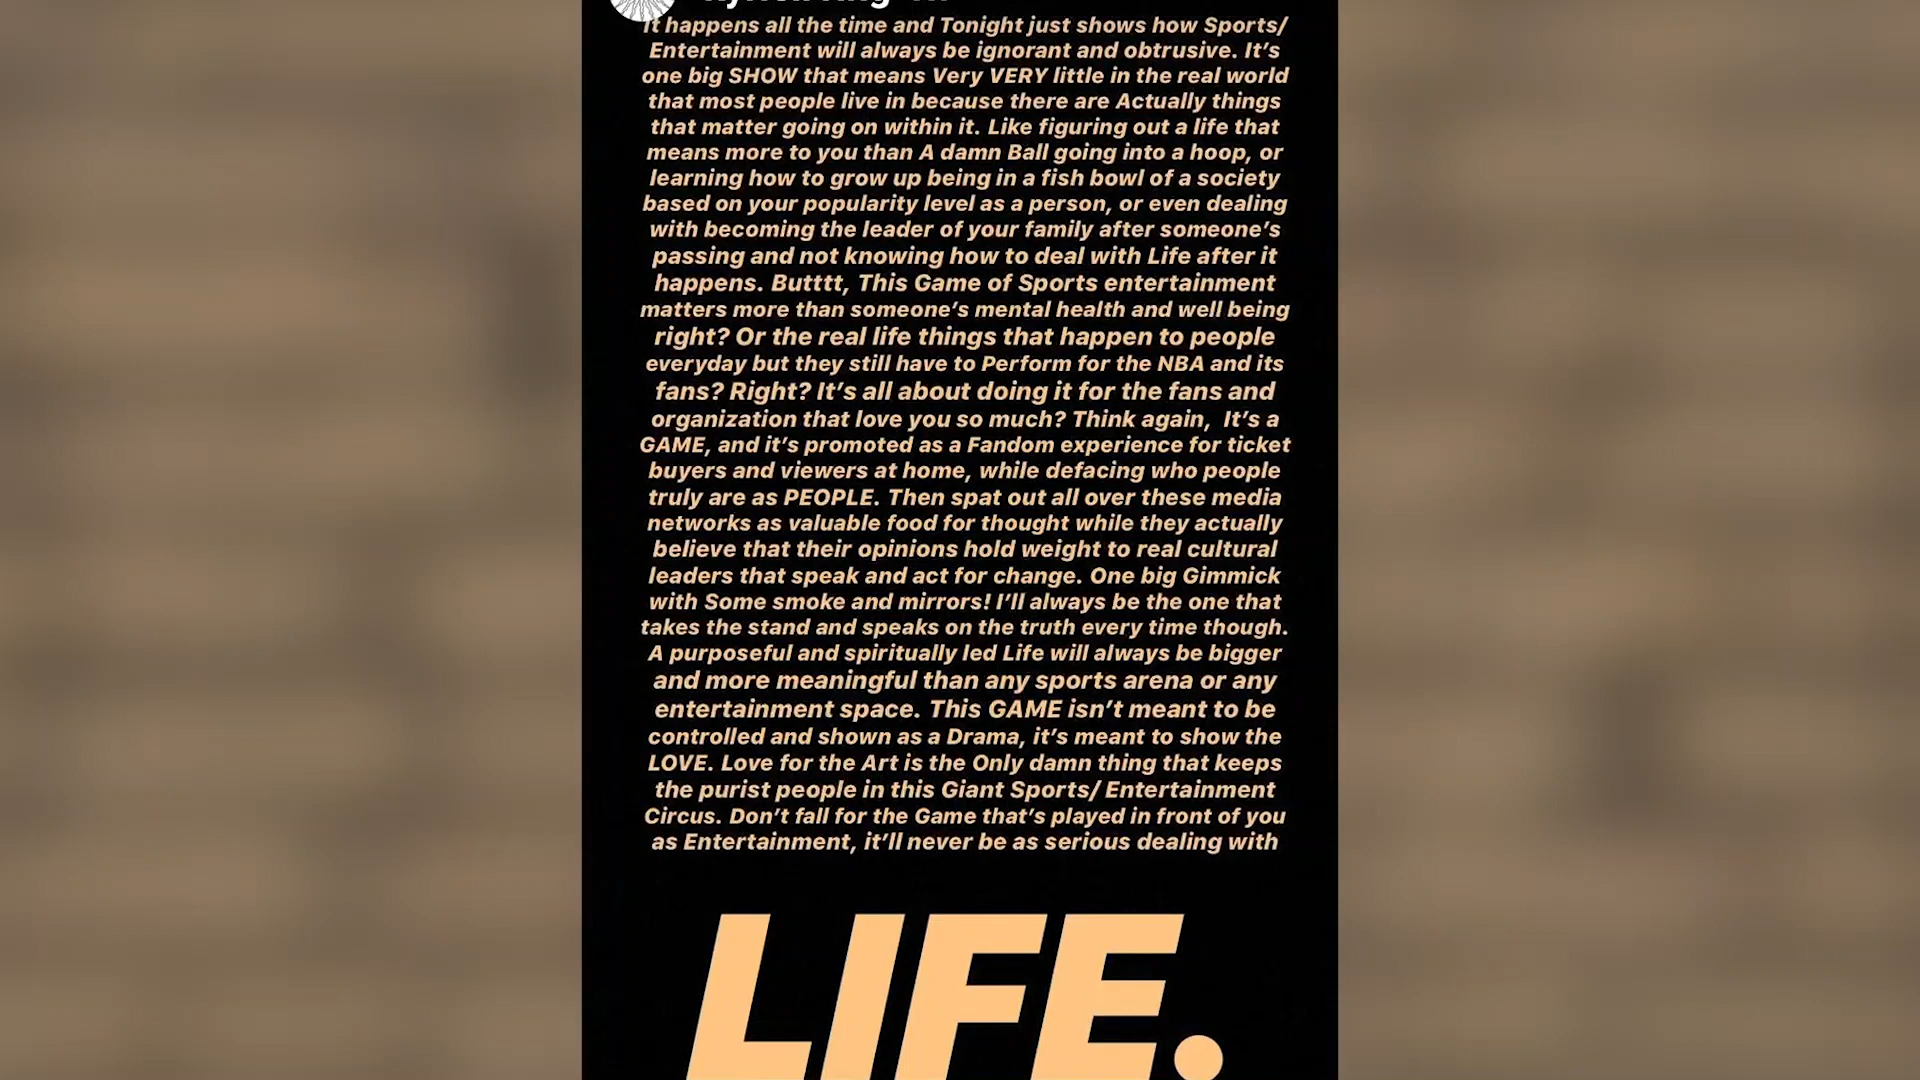 It happens all the time and Tonight just shows how Sports/
Entertainment will always be ignorant and obtrusive. It’s
one big SHOW that means Very VERY little in the real world
that most people live in because there are Actually things
that matter going on within it. Like figuring out a life that
means more to you than A damn Ball going into a hoop, or
learning how to grow up being in a fish bowl of a society
based on your popularity level as a person, or even dealing
with becoming the leader of your family after someone’s
passing and not knowing how to deal with Life after it
happens. Butttt, This Game of Sports entertainment
matters more than someone’s mental health and well being
right? Or the real life things that happen to people
everyday but they still have to Perform for the NBA and its
fans? Right? It’s all about doing it for the fans and
organization that love you so much? Think again, It’s a
GAME, and it’s promoted as a Fandom experience for ticket
buyers and viewers at home, while defacing who people
truly are as PEOPLE. Then spat out all over these media
networks as valuable food for thought while they actually
believe that their opinions hold weight to real cultural
leaders that speak and act for change. One big Gimmick
with Some smoke and mirrors! I’ll always be the one that
takes the stand and speaks on the truth every time though.
A purposeful and spiritually led Life will always be bigger
and more meaningful than any sports arena or any
entertainment space. This GAME isn’t meant to be
controlled and shown as a Drama, it’s meant to show the
LOVE. Love for the Art is the Only damn thing that keeps
the purist people in this Giant Sports/ Entertainment
Circus. Don’t fall for the Game that’s played in front of you
as Entertainment, it’ll never be as serious dealing with
LIFE.